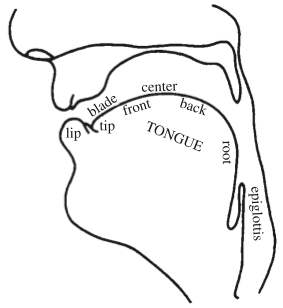 center
blade
front
back
lip
tip
TONGUE
root
epiglottis